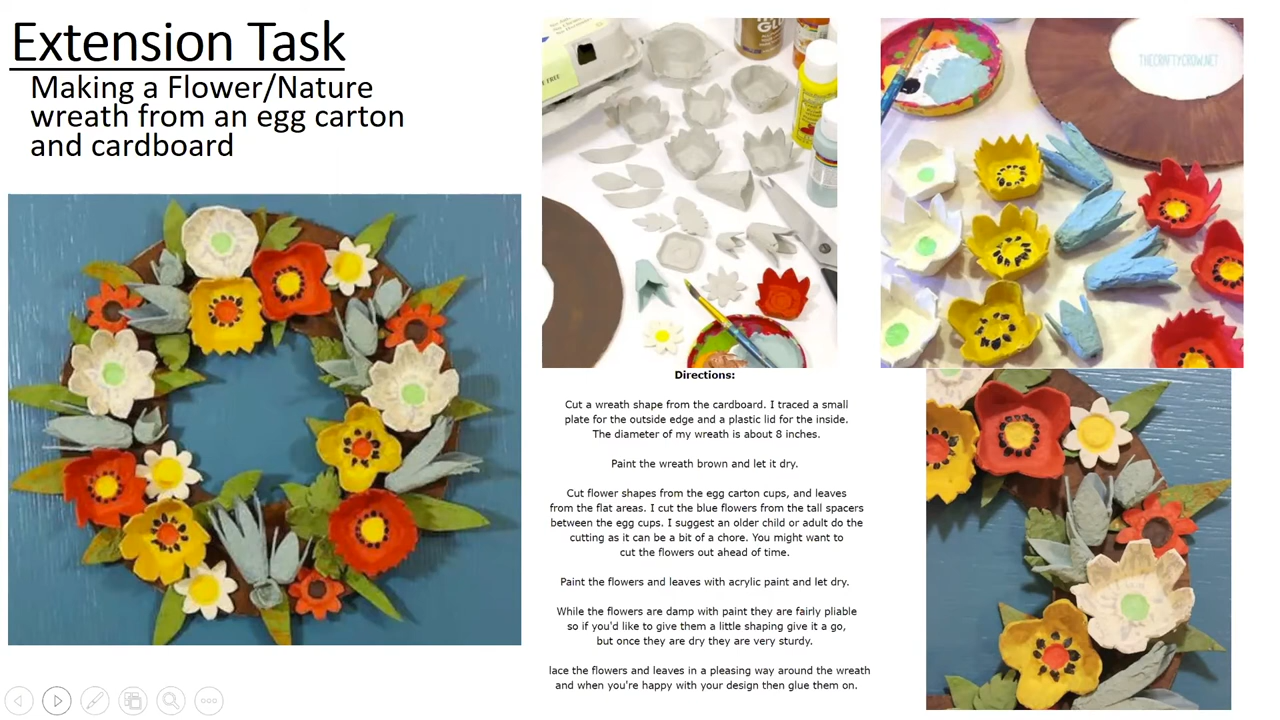 Extension Task
Making a Flower/Nature
wreath from an egg carton
and cardboard
THECRAFTYCROW.NET
Directions:
Cut a wreath shape from the cardboard. I traced a small
plate for the outside edge and a plastic lid for the inside.
The diameter of my wreath is about 8 inches.
Paint the wreath brown and let it dry.
Cut flower shapes from the egg carton cups, and leaves
from the flat areas. I cut the blue flowers from the tall spacers
between the egg cups. I suggest an older child or adult do the
cutting as it can be a bit of a chore. You might want to
cut the flowers out ahead of time.
Paint the flowers and leaves with acrylic paint and let dry.
While the flowers are damp with paint they are fairly pliable
so if you'd like to give them a little shaping give it a go,
but once they are dry they are very sturdy.
lace the flowers and leaves in a pleasing way around the wreath
and when you're happy with your design then glue them on.